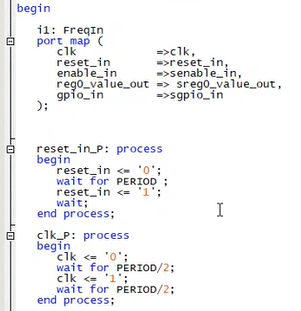 begin
i1: FreqIn
port map (
clk =>clk,
reset_in =>reset_in,
enable_in =>senable_in,
reg0_value_out => sreg0_value_out,
gpio_in =>sgpio_in
);
reset_in_P: process
begin
reset_in <= '0';
wait for PERIOD ;
reset_in <= '1';
wait;
end process;
clk_P: process
begin
clk <= '0';
wait for PERIOD/2;
clk <= '1';
wait for PERIOD/2;
end process;